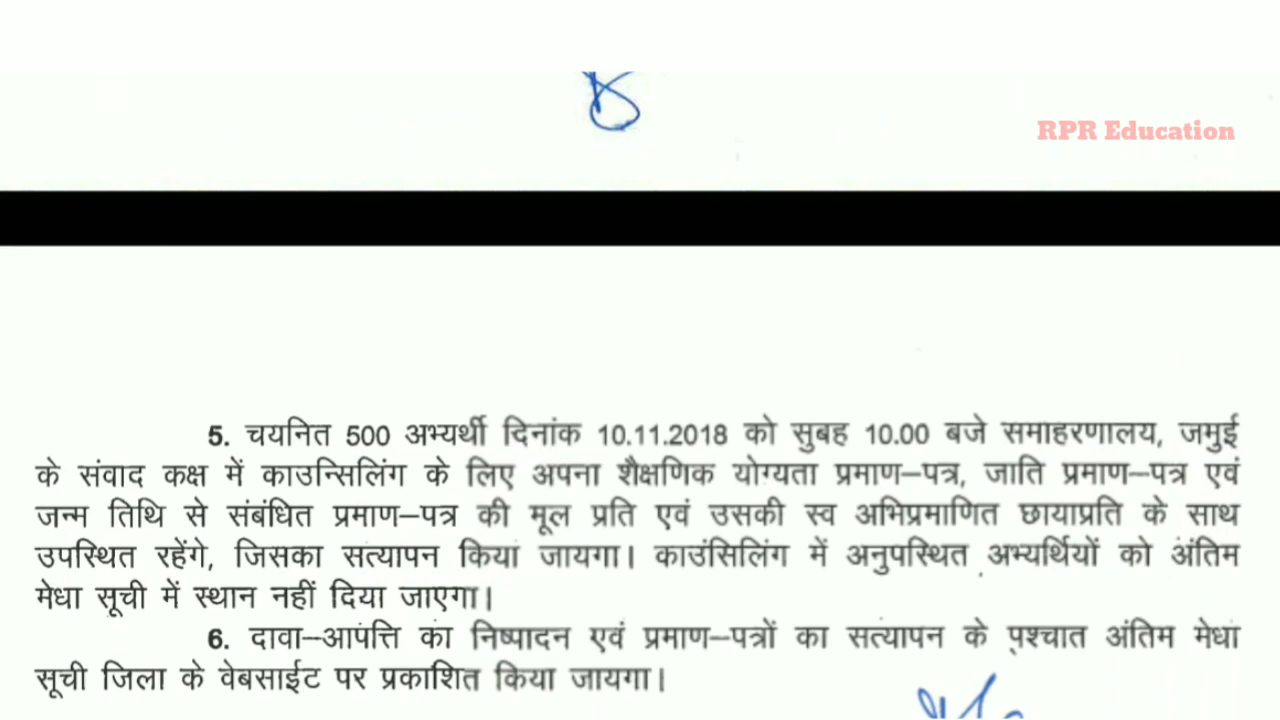 RPR Education
5. चयनित 500 अभ्यर्थी दिनांक 10.11.2018 को सुबह 10.00 बजे समाहरणालय, जमुई
के संवाद कक्ष में काउन्सिलिंग के लिए अपना शैक्षणिक योग्यता प्रमाण–पत्र, जाति प्रमाण–पत्र एवं
जन्म तिथि से संबंधित प्रमाण–पत्र की मूल प्रति एवं उसकी स्व अभिप्रमाणित छायाप्रति के साथ
उपस्थित रहेंगे, जिसका सत्यापन किया जायगा। काउंसिलिंग में अनुपस्थित अभ्यर्थियों को अंतिम
मेधा सूची में स्थान नहीं दिया जाएगा।
6. दावा–आपत्ति का निष्पादन एवं प्रमाण–पत्रों का सत्यापन के पश्चात अंतिम मेधा
सूची जिला के वेबसाईट पर प्रकाशित किया जायगा।